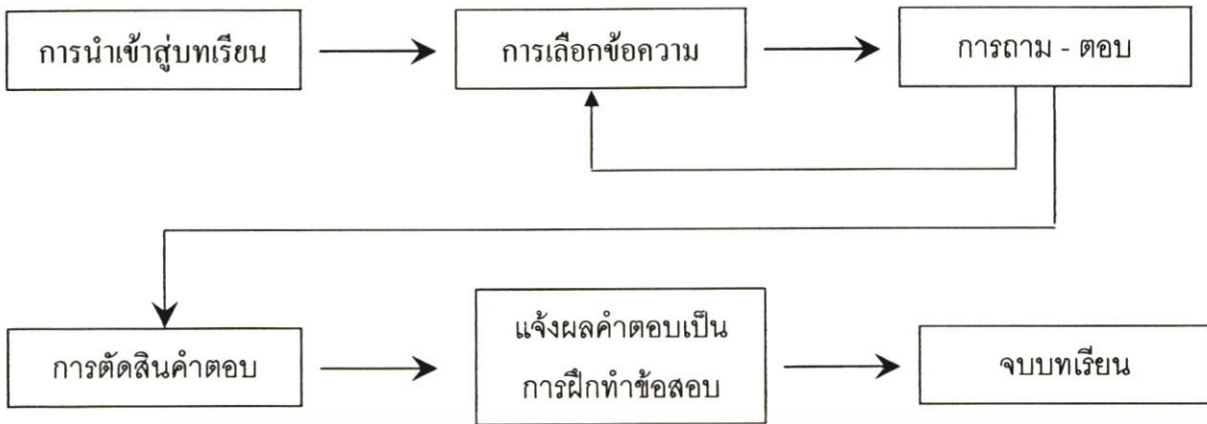 การนำเข้าสู่บทเรียน
การเลือกข้อความ
การถาม - ตอบ
การตัดสินคำตอบ
แจ้งผลคำตอบเป็น
การฝึกทำข้อสอบ
จบบทเรียน